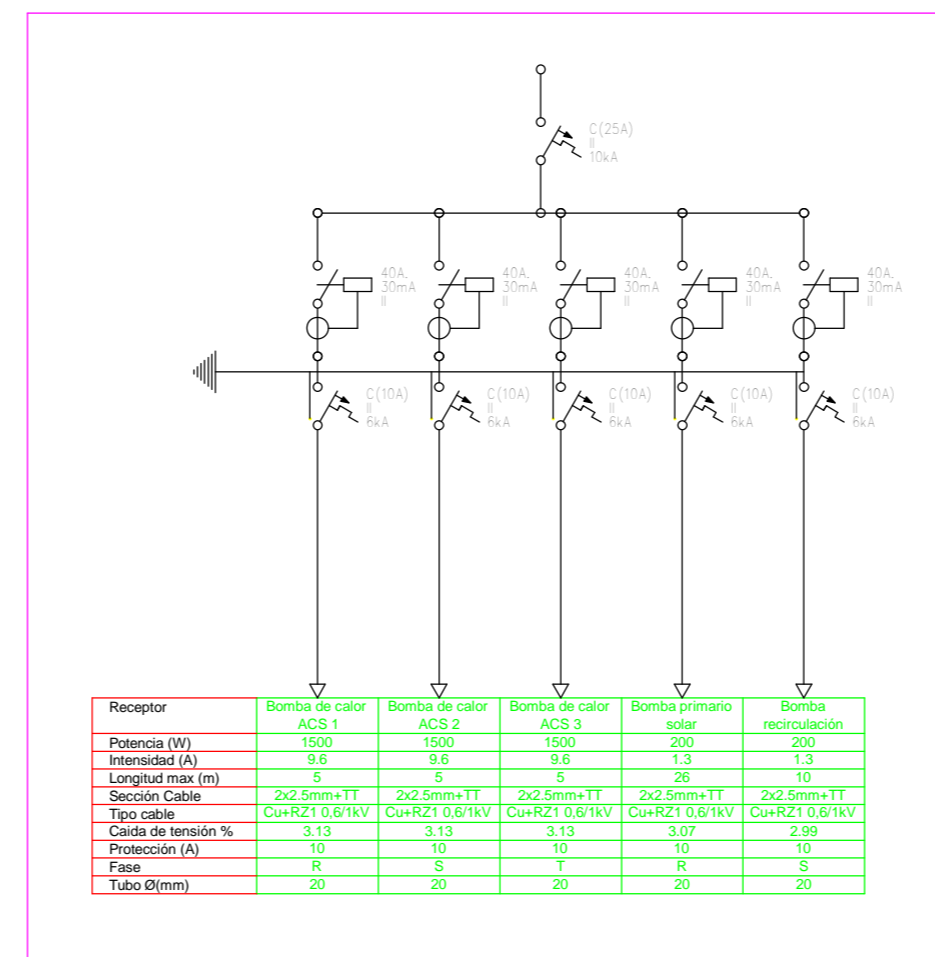 C(25A)
II
10kA
40A.
30mA
II
40A.
30mA
II
40A.
30mA
II
40A.
30mA
II
40A.
30mA
II
C(10A)
II
6kA
C(10A)
II
6kA
C(10A)
II
6kA
C(10A)
II
6kA
C(10A)
II
6kA
Receptor Bomba de calor ACS 1 Bomba de calor ACS 2 Bomba de calor ACS 3 Bomba primario solar Bomba recirculación
Potencia (W) 1500 1500 1500 200 200
Intensidad (A) 9.6 9.6 9.6 1.3 1.3
Longitud max (m) 5 5 5 26 10
Sección Cable 2x2.5mm+TT 2x2.5mm+TT 2x2.5mm+TT 2x2.5mm+TT 2x2.5mm+TT
Tipo cable Cu+RZ1 0,6/1kV Cu+RZ1 0,6/1kV Cu+RZ1 0,6/1kV Cu+RZ1 0,6/1kV Cu+RZ1 0,6/1kV
Caida de tensión % 3.13 3.13 3.13 3.07 2.99
Protección (A) 10 10 10 10 10
Fase R S T R S
Tubo Ø(mm) 20 20 20 20 20